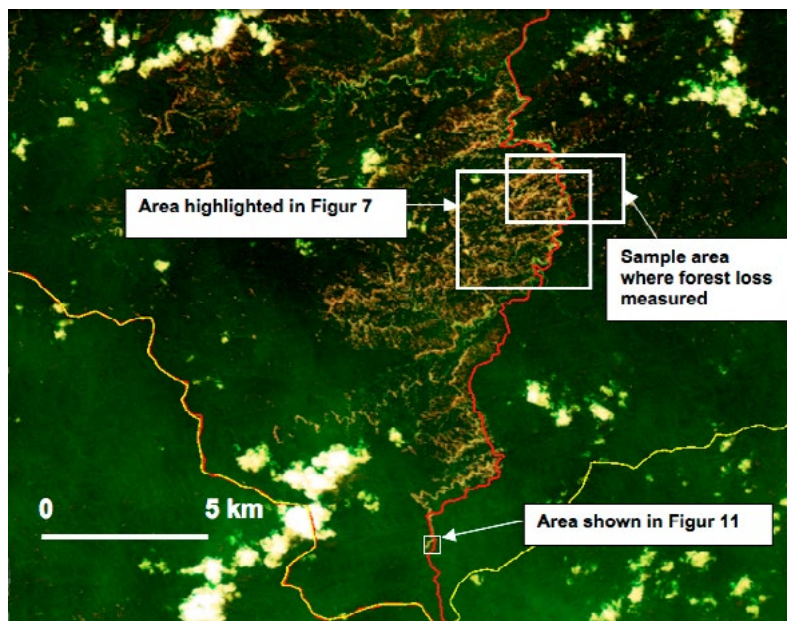 Area highlighted in Figur 7
Sample area
where forest loss
measured
0 5 km
Area shown in Figur 11